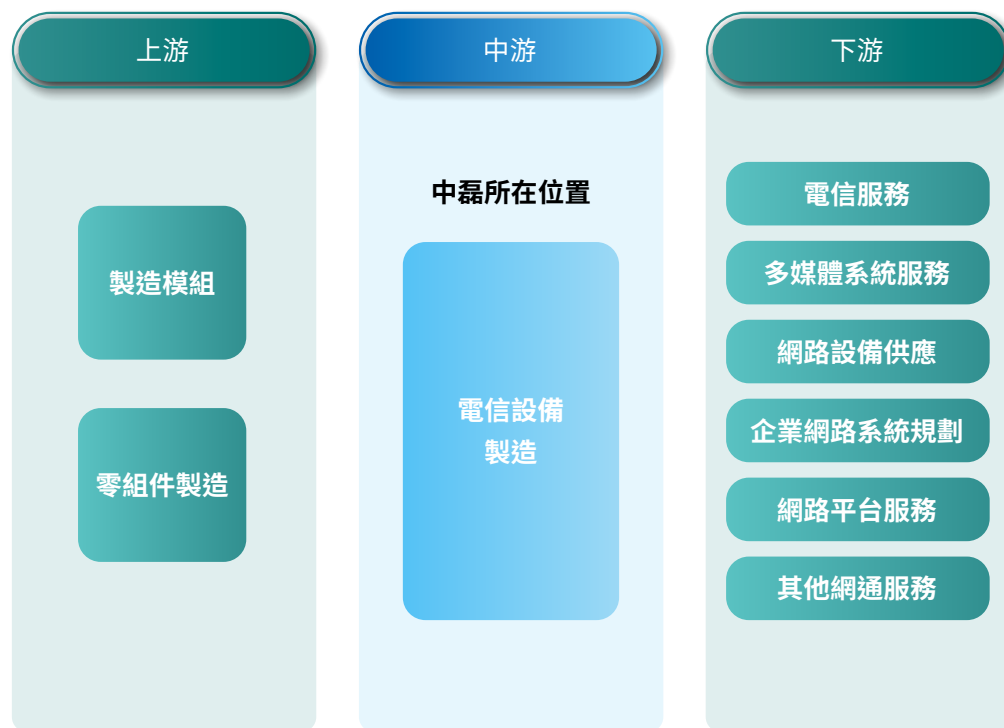 上游
製造模組
零組件製造
中游
中磊所在位置
電信設備
製造
下游
電信服務
多媒體系統服務
網路設備供應
企業網路系統規劃
網路平台服務
其他網通服務